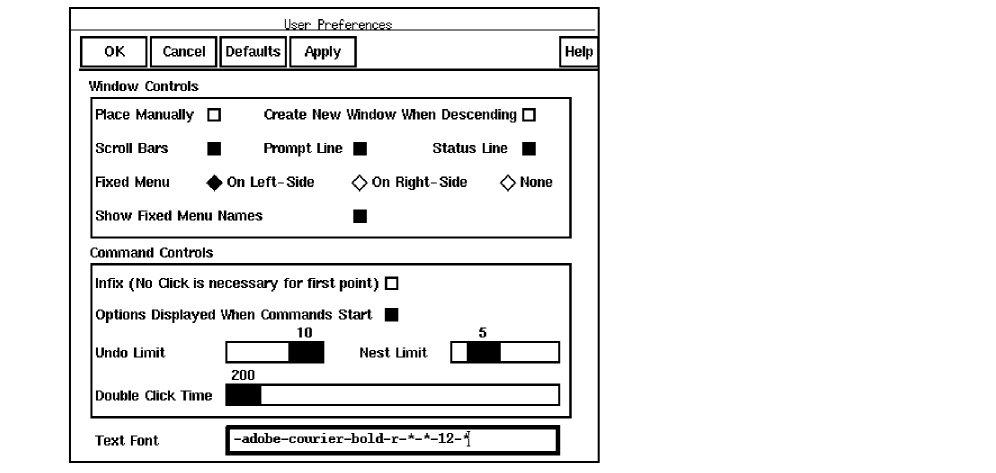 User Preferences
OK Cancel Defaults Apply Help
Window Controls
Place Manually Create New Window When Descending
Scroll Bars Prompt Line Status Line
Fixed Menu On Left-Side On Right-Side None
Show Fixed Menu Names
Command Controls
Infix (No Click is necessary for first point)
Options Displayed When Commands Start
10 5
Undo Limit Nest Limit
200
Double Click Time
Text Font -adobe-courier-bold-r-*-*-12-*